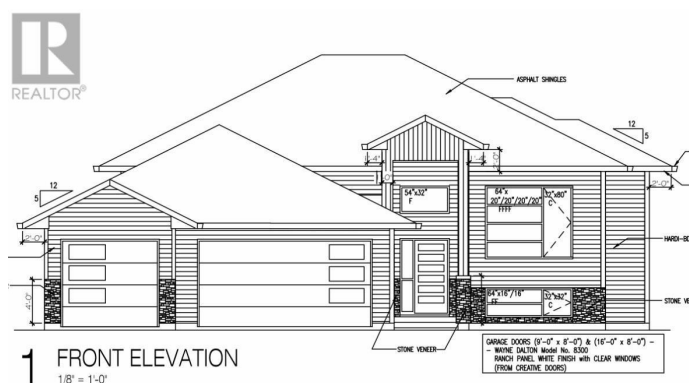 REALTOR®
ASPHALT SHINGLES
12
5
12
5
1'-4"
1'-4"
2'-0"
2'-0"
2'-0"
4'-0"
54"x32"
F
64"x
20"/20"/20"/20"
FFFF
32"x80"
C
64"x16"/16"
FF
32"x32"
C
HARDI-BO
STONE VE
STONE VENEER
GARAGE DOORS (9'-0" x 8'-0") & (16'-0" x 8'-0") -
- WAYNE DALTON Model No. 8300
RANCH PANEL WHITE FINISH with CLEAR WINDOWS
(FROM CREATIVE DOORS)
1 FRONT ELEVATION
1/8" = 1'-0"